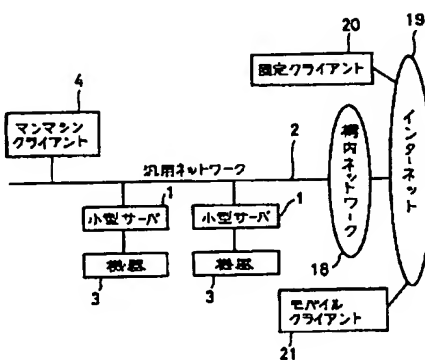 19
20
固定クライアント
4
マンマシン
クライアント
2
汎用ネットワーク
構内ネットワーク
インターネット
1
1
小型サーバ
小型サーバ
機器
機器
3
3
18
モバイル
クライアント
21